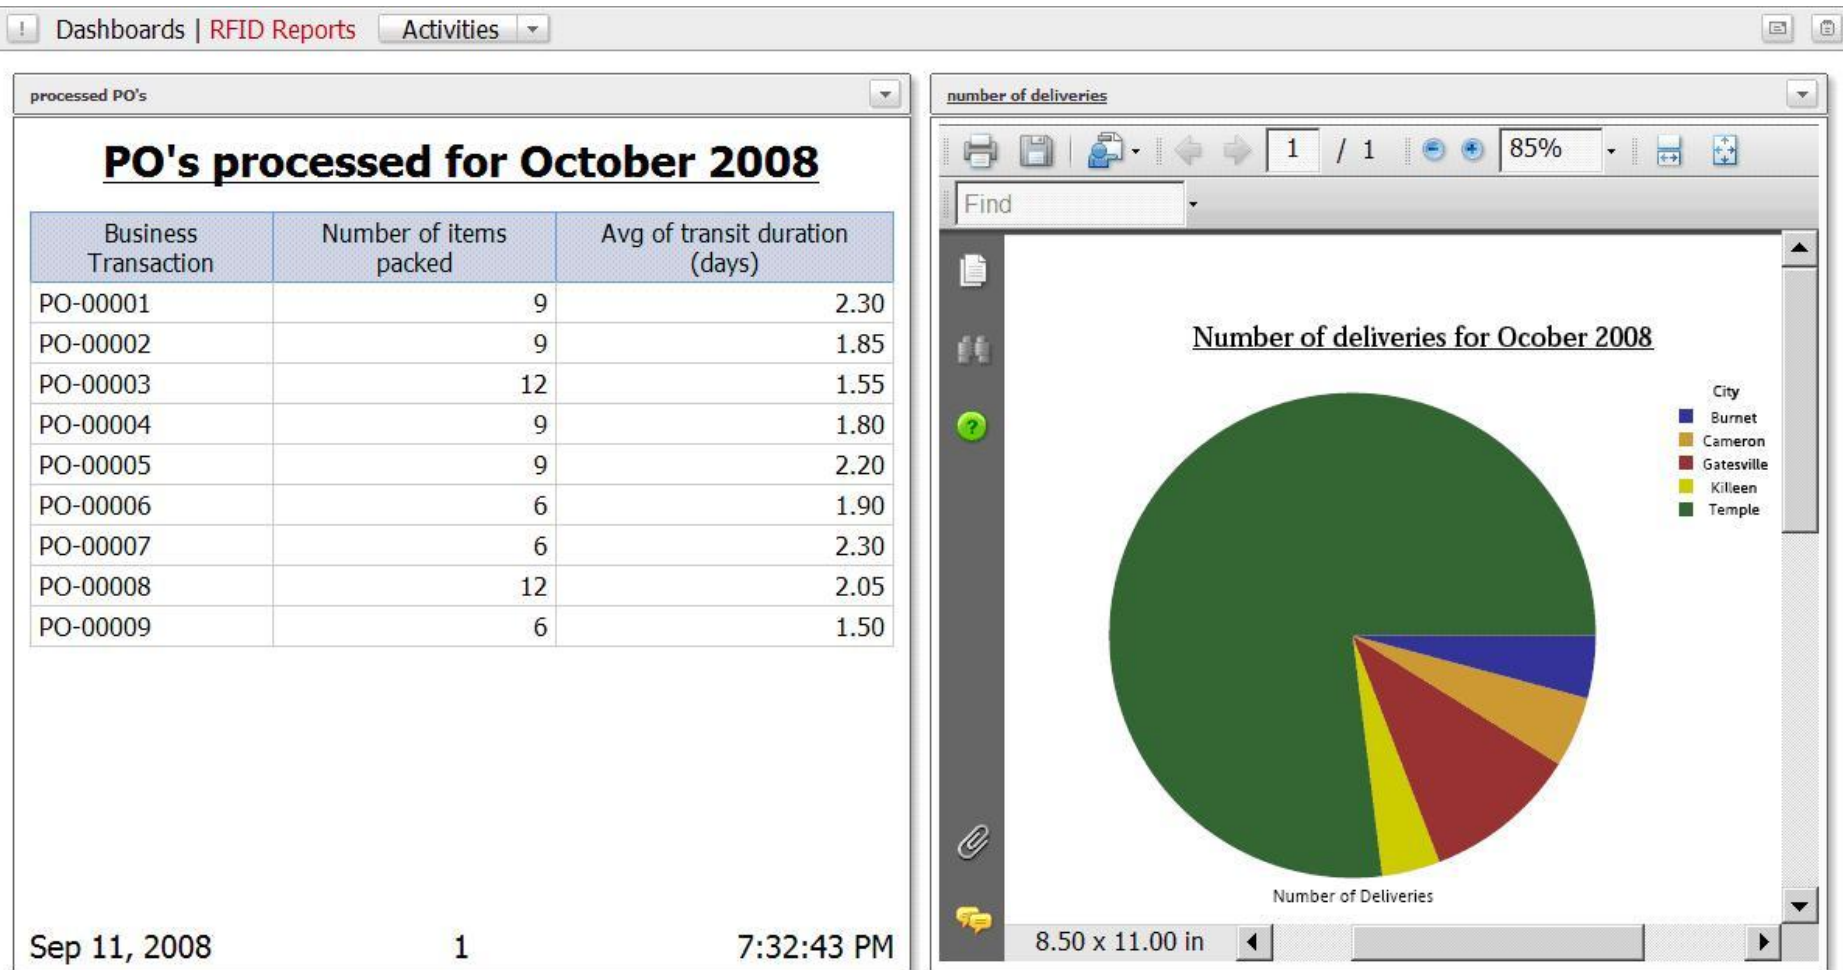 Dashboards | RFID Reports Activities
processed PO's
PO's processed for October 2008
Business Transaction Number of items packed Avg of transit duration (days)
PO-00001 9 2.30
PO-00002 9 1.85
PO-00003 12 1.55
PO-00004 9 1.80
PO-00005 9 2.20
PO-00006 6 1.90
PO-00007 6 2.30
PO-00008 12 2.05
PO-00009 6 1.50
Sep 11, 2008 1 7:32:43 PM
number of deliveries
1 / 1 85%
Find
Number of deliveries for Ocober 2008
City
Burnet
Cameron
Gatesville
Killeen
Temple
Number of Deliveries
8.50 x 11.00 in